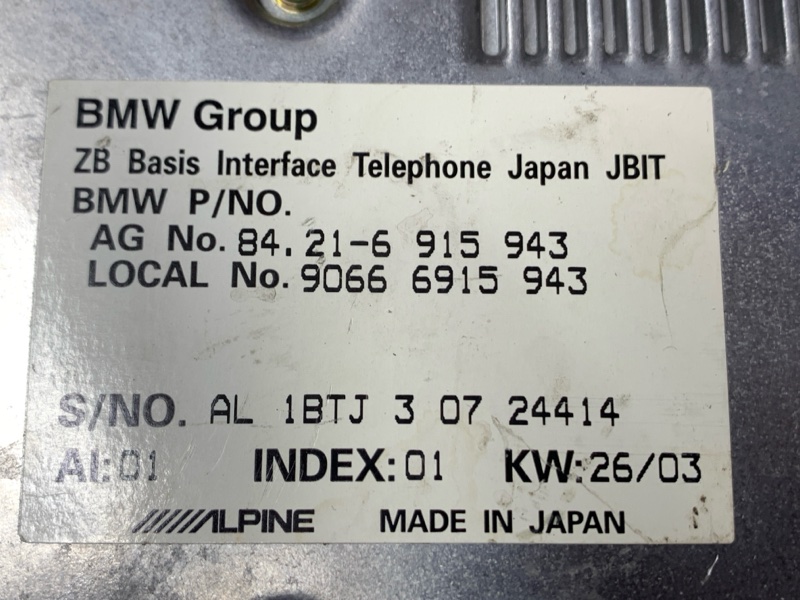 BMW Group
ZB Basis Interface Telephone Japan JBIT
BMW P/NO.
AG No. 84.21-6 915 943
LOCAL No. 9066 6915 943
S/NO. AL 1BTJ 3 07 24414
AI:01 INDEX:01 KW:26/03
ALPINE MADE IN JAPAN